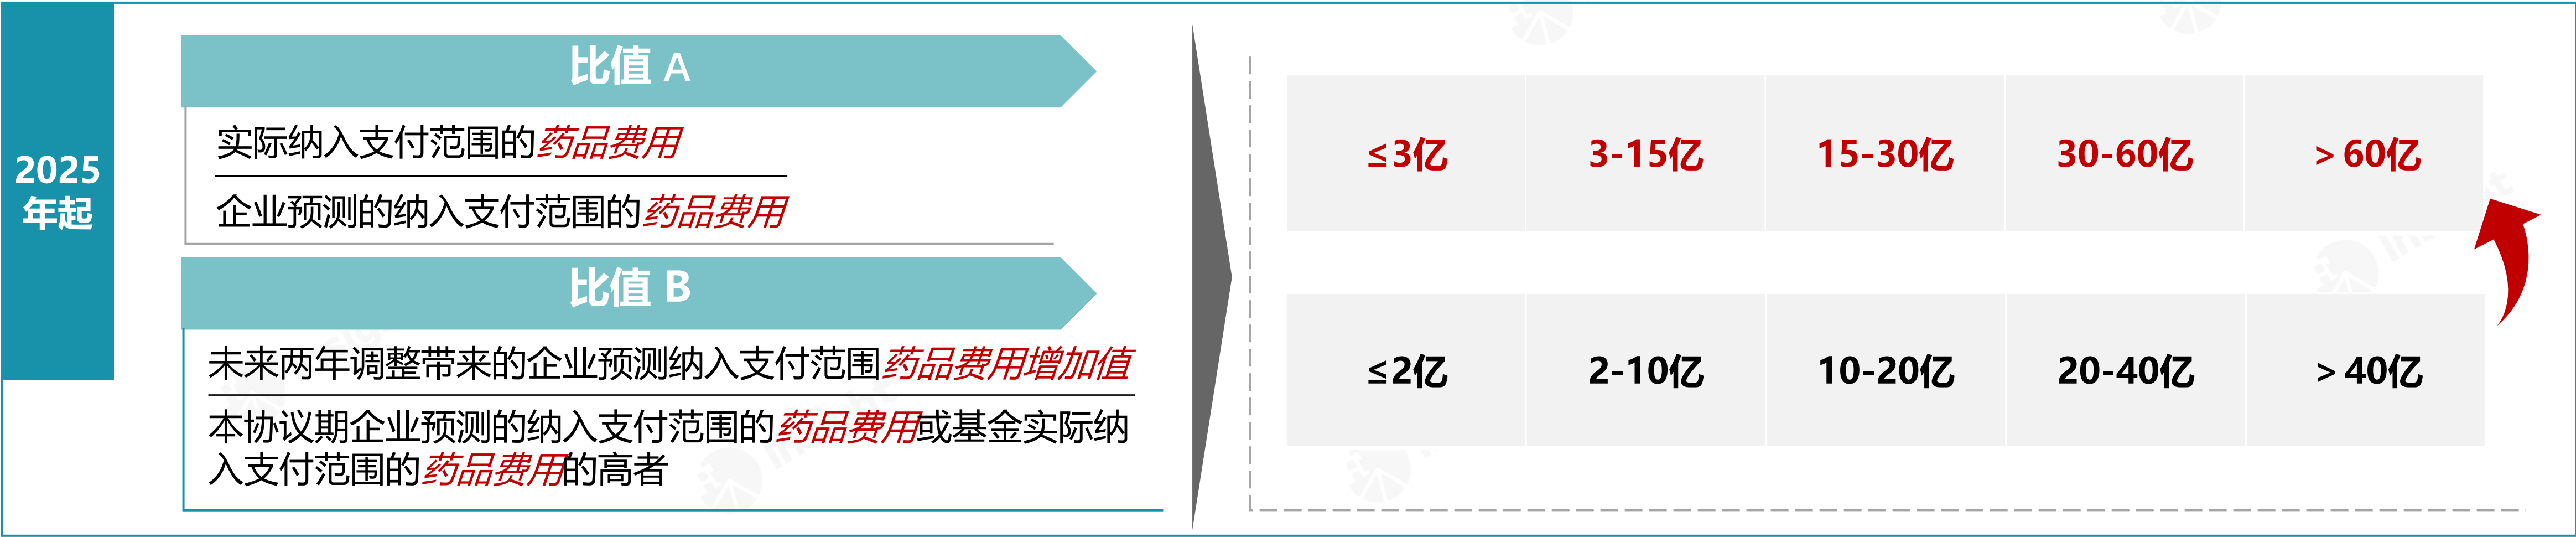 2025
年起
比值 A
实际纳入支付范围的药品费用
企业预测的纳入支付范围的药品费用
比值 B
未来两年调整带来的企业预测纳入支付范围药品费用增加值
本协议期企业预测的纳入支付范围的药品费用或基金实际纳
入支付范围的药品费用的高者
≤3亿 3-15亿 15-30亿 30-60亿 > 60亿
≤2亿 2-10亿 10-20亿 20-40亿 > 40亿